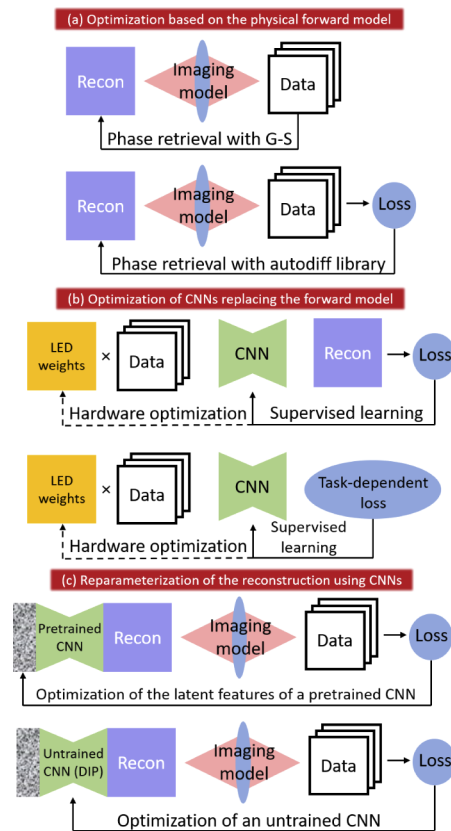 (a) Optimization based on the physical forward model
Recon
Imaging
model
Data
Phase retrieval with G-S
Recon
Imaging
model
Data
Loss
Phase retrieval with autodiff library
(b) Optimization of CNNs replacing the forward model
LED
weights
×
Data
CNN
Recon
Loss
Hardware optimization
Supervised learning
LED
weights
×
Data
CNN
Task-dependent
loss
Hardware optimization
Supervised
learning
(c) Reparameterization of the reconstruction using CNNs
Pretrained
CNN
Recon
Imaging
model
Data
Loss
Optimization of the latent features of a pretrained CNN
Untrained
CNN (DIP)
Recon
Imaging
model
Data
Loss
Optimization of an untrained CNN